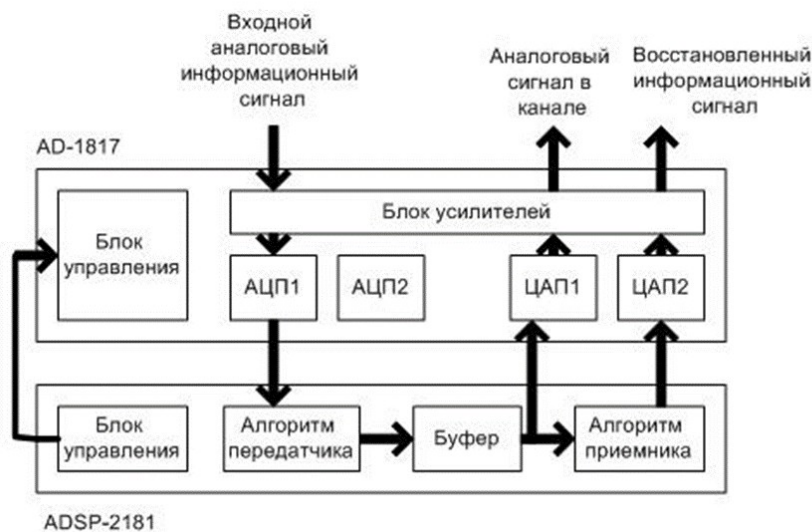 Входной
аналоговый
информационный
сигнал
Аналоговый
сигнал в
канале
Восстановленный
информационный
сигнал
AD-1817
Блок
управления
Блок усилителей
АЦП1
АЦП2
ЦАП1
ЦАП2
Блок
управления
Алгоритм
передатчика
Буфер
Алгоритм
приемника
ADSP-2181